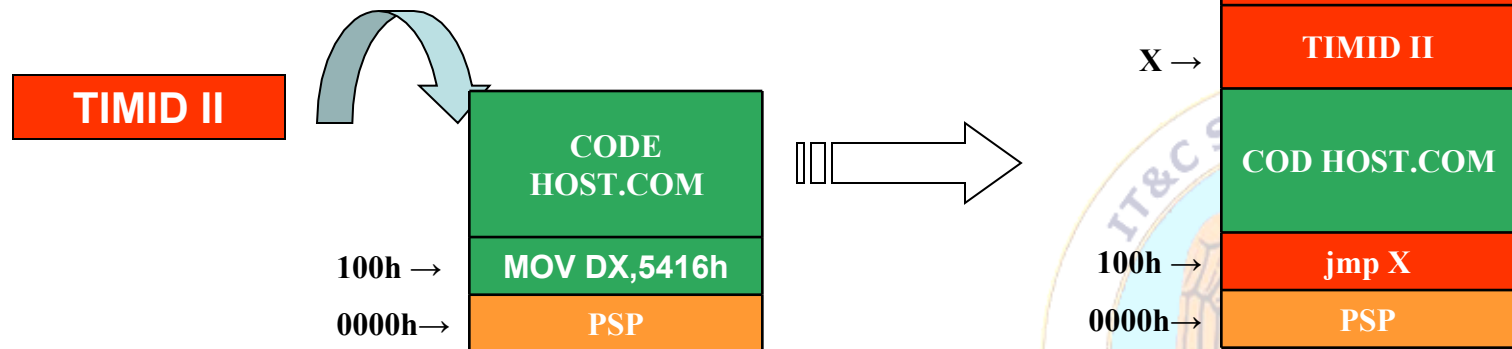 TIMID II
CODE
HOST.COM
100h →
MOV DX,5416h
0000h→
PSP
X →
TIMID II
COD HOST.COM
100h →
jmp X
0000h→
PSP
IT&C S